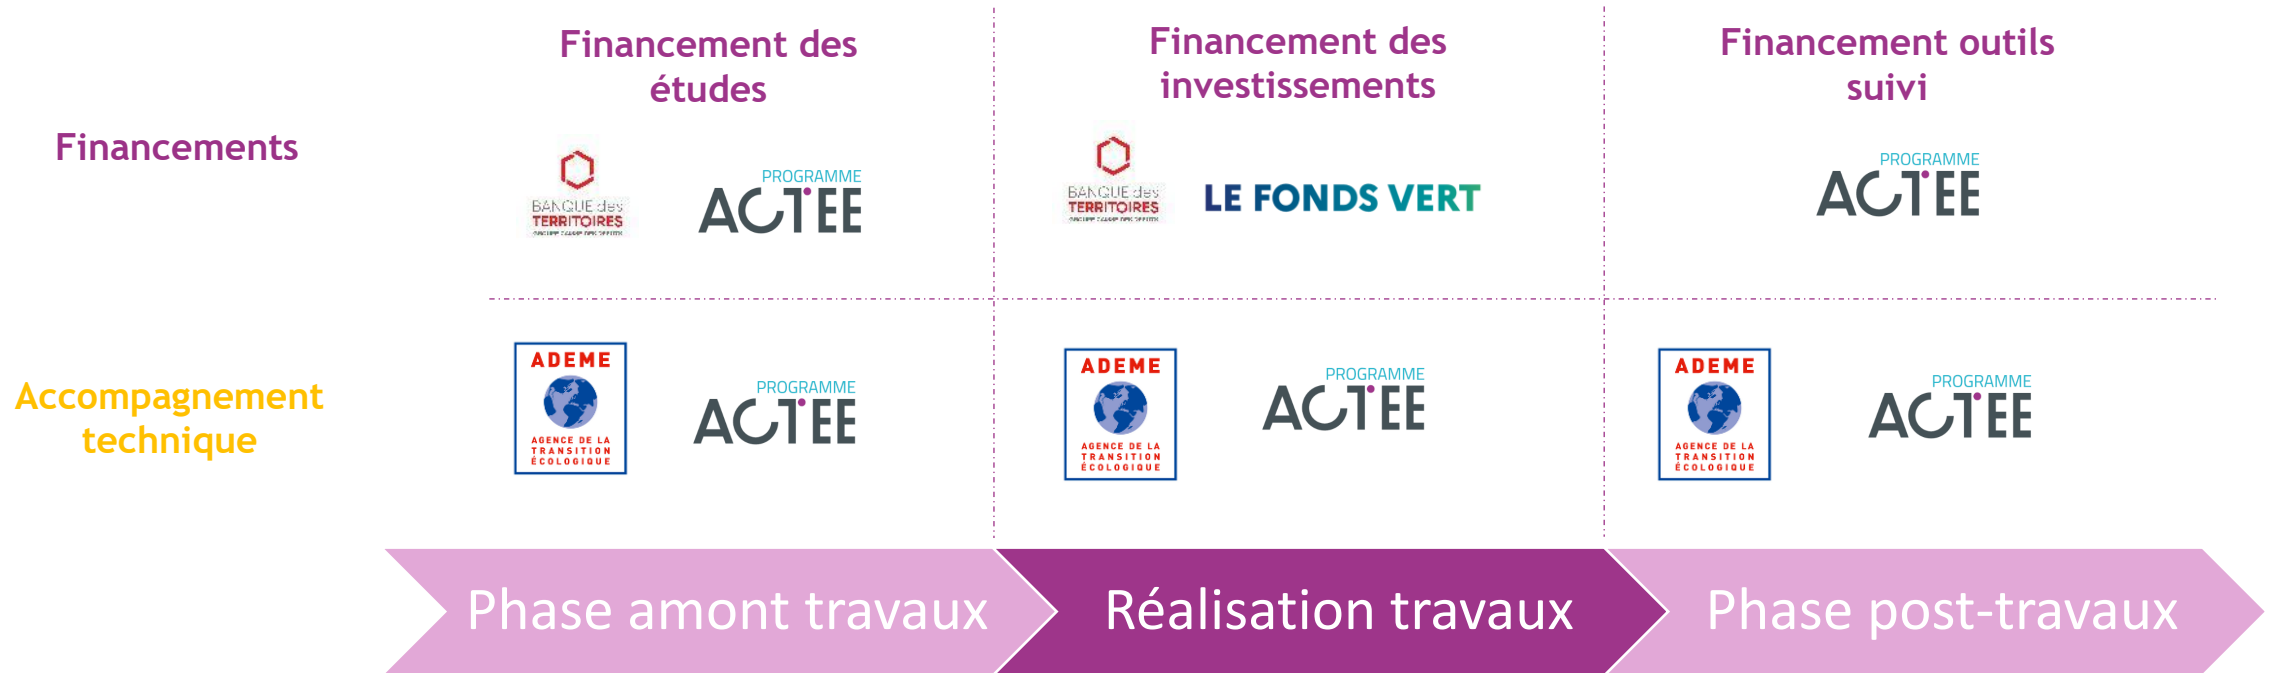 Financement des
études
Financement des
investissements
Financement outils
suivi
Financements
BANQUE des
TERRITOIRES
PROGRAMME
ACTEE
BANQUE des
TERRITOIRES
LE FONDS VERT
PROGRAMME
ACTEE
Accompagnement
technique
ADEME
AGENCE DE LA
TRANSITION
ÉCOLOGIQUE
PROGRAMME
ACTEE
ADEME
AGENCE DE LA
TRANSITION
ÉCOLOGIQUE
PROGRAMME
ACTEE
ADEME
AGENCE DE LA
TRANSITION
ÉCOLOGIQUE
PROGRAMME
ACTEE
Phase amont travaux
Réalisation travaux
Phase post-travaux